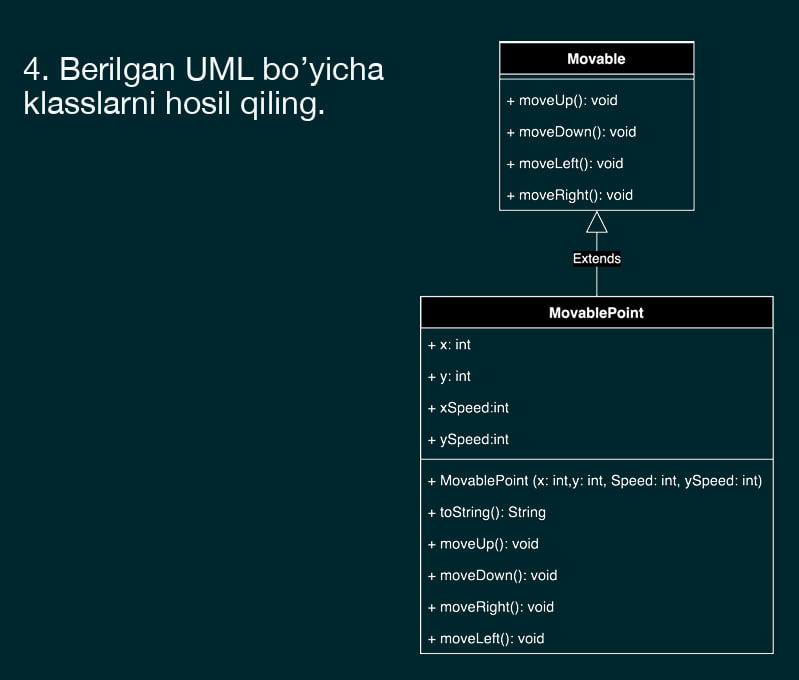 4. Berilgan UML bo’yicha
klasslarni hosil qiling.
Movable
+ moveUp(): void
+ moveDown(): void
+ moveLeft(): void
+ moveRight(): void
Extends
MovablePoint
+ x: int
+ y: int
+ xSpeed:int
+ ySpeed:int
+ MovablePoint (x: int,y: int, Speed: int, ySpeed: int)
+ toString(): String
+ moveUp(): void
+ moveDown(): void
+ moveRight(): void
+ moveLeft(): void